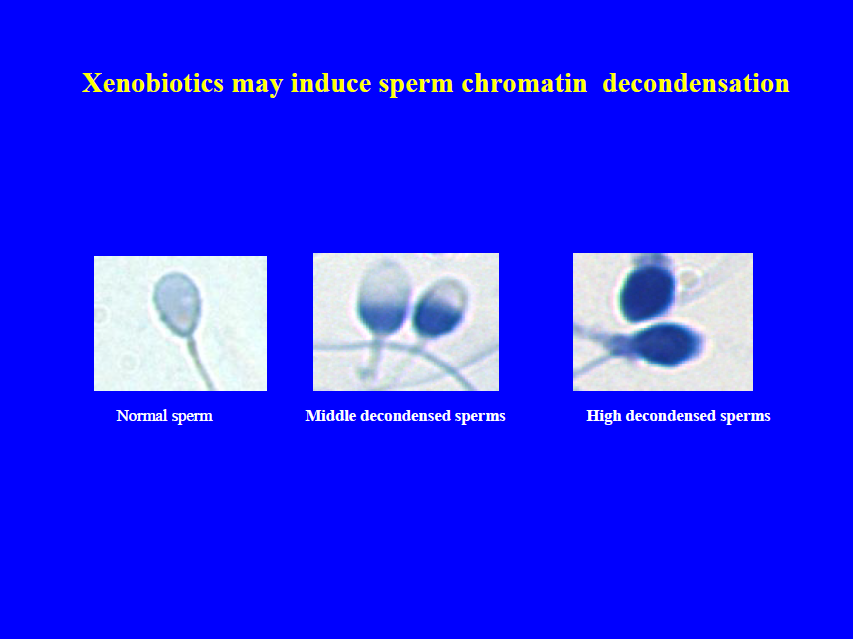 Xenobiotics may induce sperm chromatin  decondensation
Normal sperm
Middle decondensed sperms
High decondensed sperms